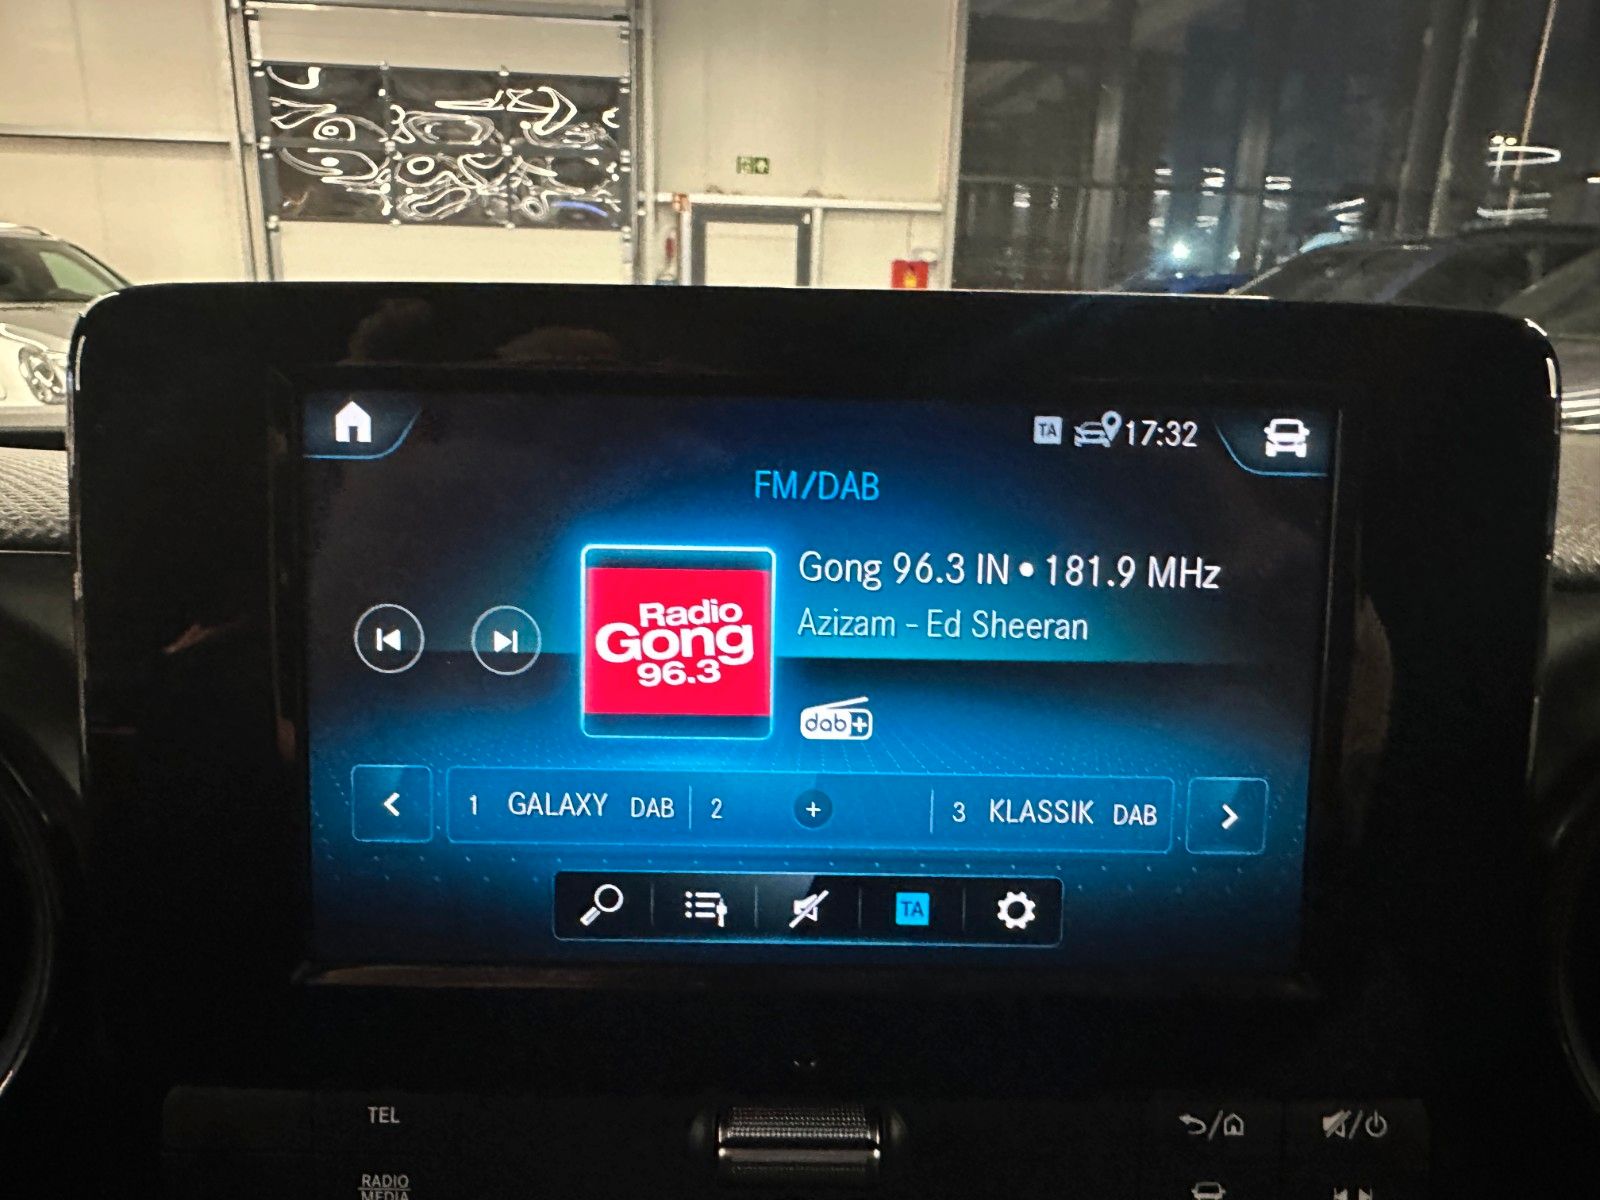 TA 17:32
FM/DAB
Gong 96.3 IN • 181.9 MHz
Azizam - Ed Sheeran
Radio
Gong
96.3
dab+
1 GALAXY DAB 2 + 3 KLASSIK DAB
TA
TEL
RADIO
MEDIA